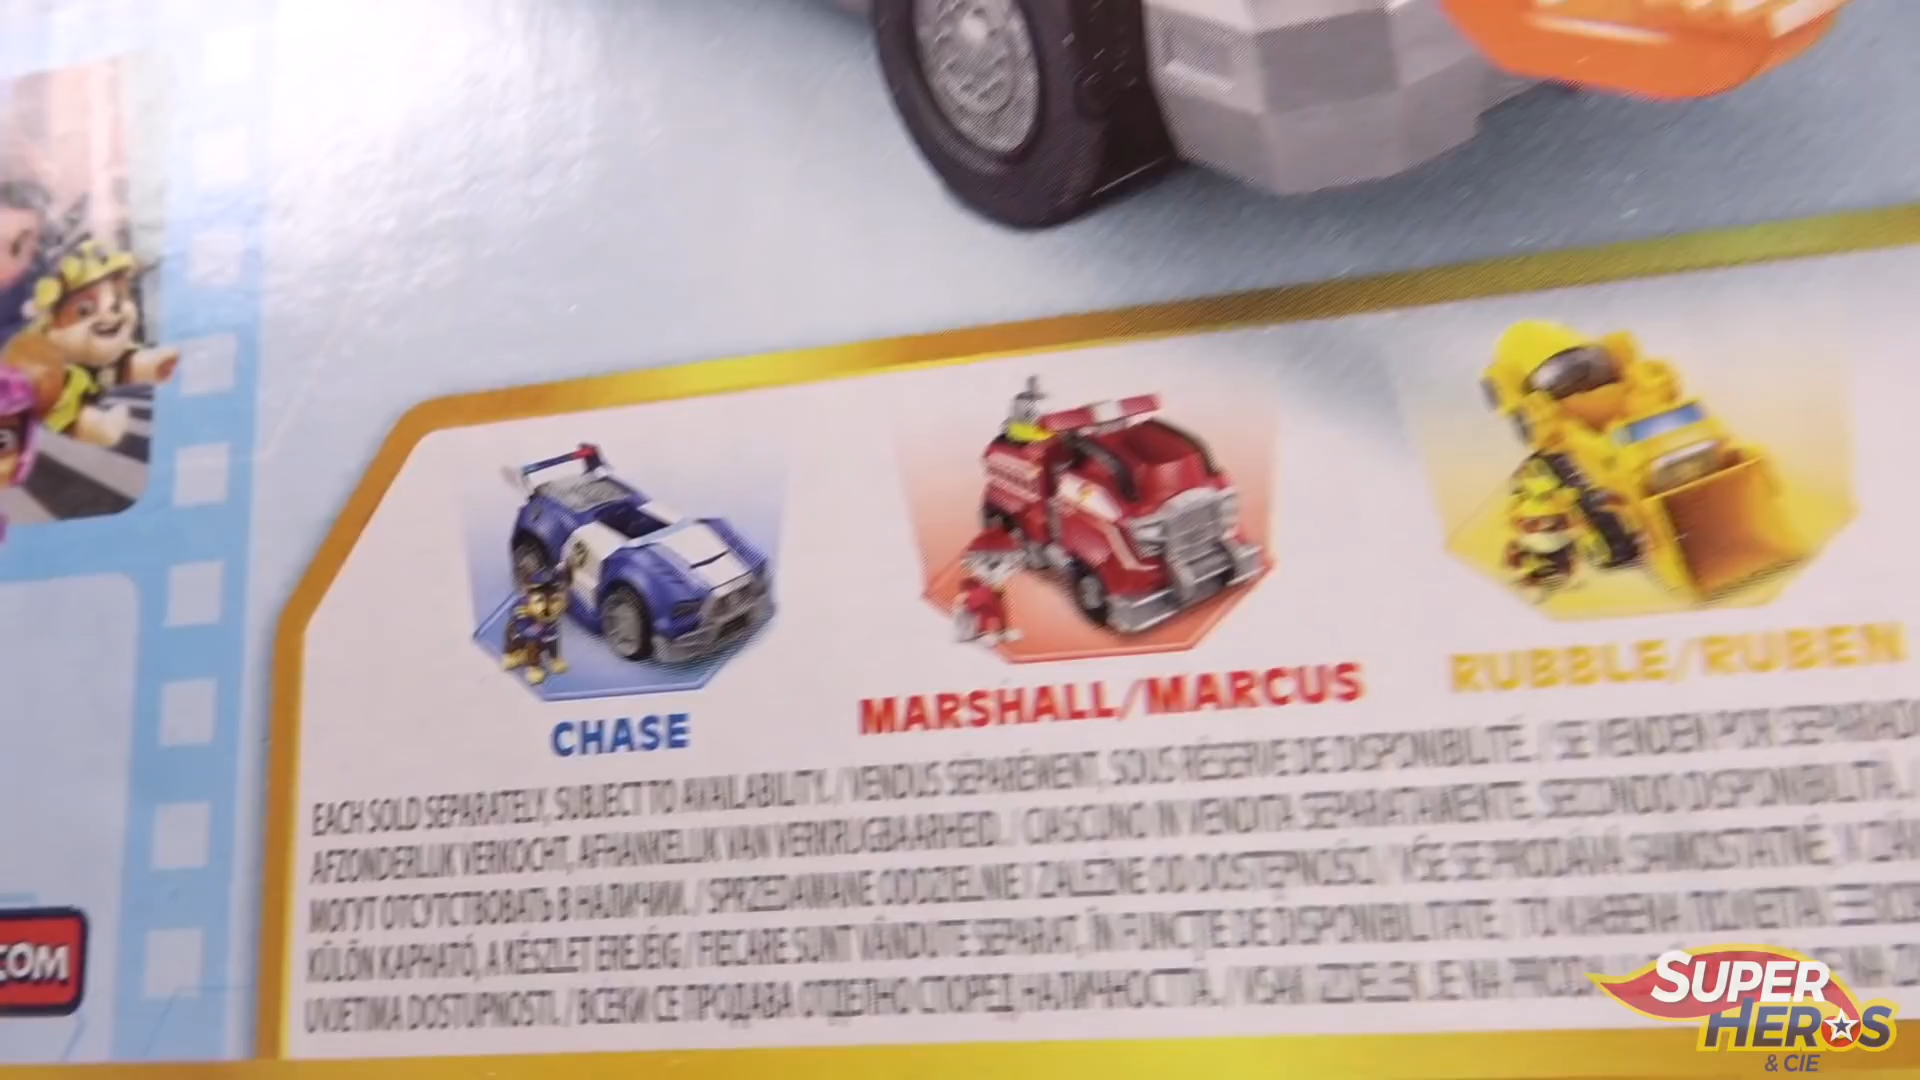 CHASE
MARSHALL/MARCUS
RUBBLE/RUBEN
EACH SOLD SEPARATELY, SUBJECT TO AVAILABILITY. / VENDUS SÉPARÉMENT, SOUS RÉSERVE DE DISPONIBILITÉ. / SE VENDEN POR SEPARADO
AFZONDERLIJK VERKOCHT, AFHANKELIJK VAN VERKRIJGBAARHEID. / CIASCUNO IN VENDITA SEPARATAMENTE, SECONDO DISPONIBILITÀ. /
МОГУТ ОТСУТСТВОВАТЬ В НАЛИЧИИ. / SPRZEDAWANE ODDZIELNIE / ZALEŻNE OD DOSTĘPNOŚCI / VŠE SE PRODÁVÁ SAMOSTATNĚ, V
KÜLÖN KAPHATÓ, A KÉSZLET EREJÉIG / FIECARE SUNT VÂNDUTE SEPARAT, ÎN FUNCȚIE DE DISPONIBILITATE /
UVJETIMA DOSTUPNOSTI. / ВСЕКИ СЕ ПРОДАВА ОТДЕЛНО СПОРЕД НАЛИЧНОСТТА. /
COM
SUPER
HEROS
& CIE